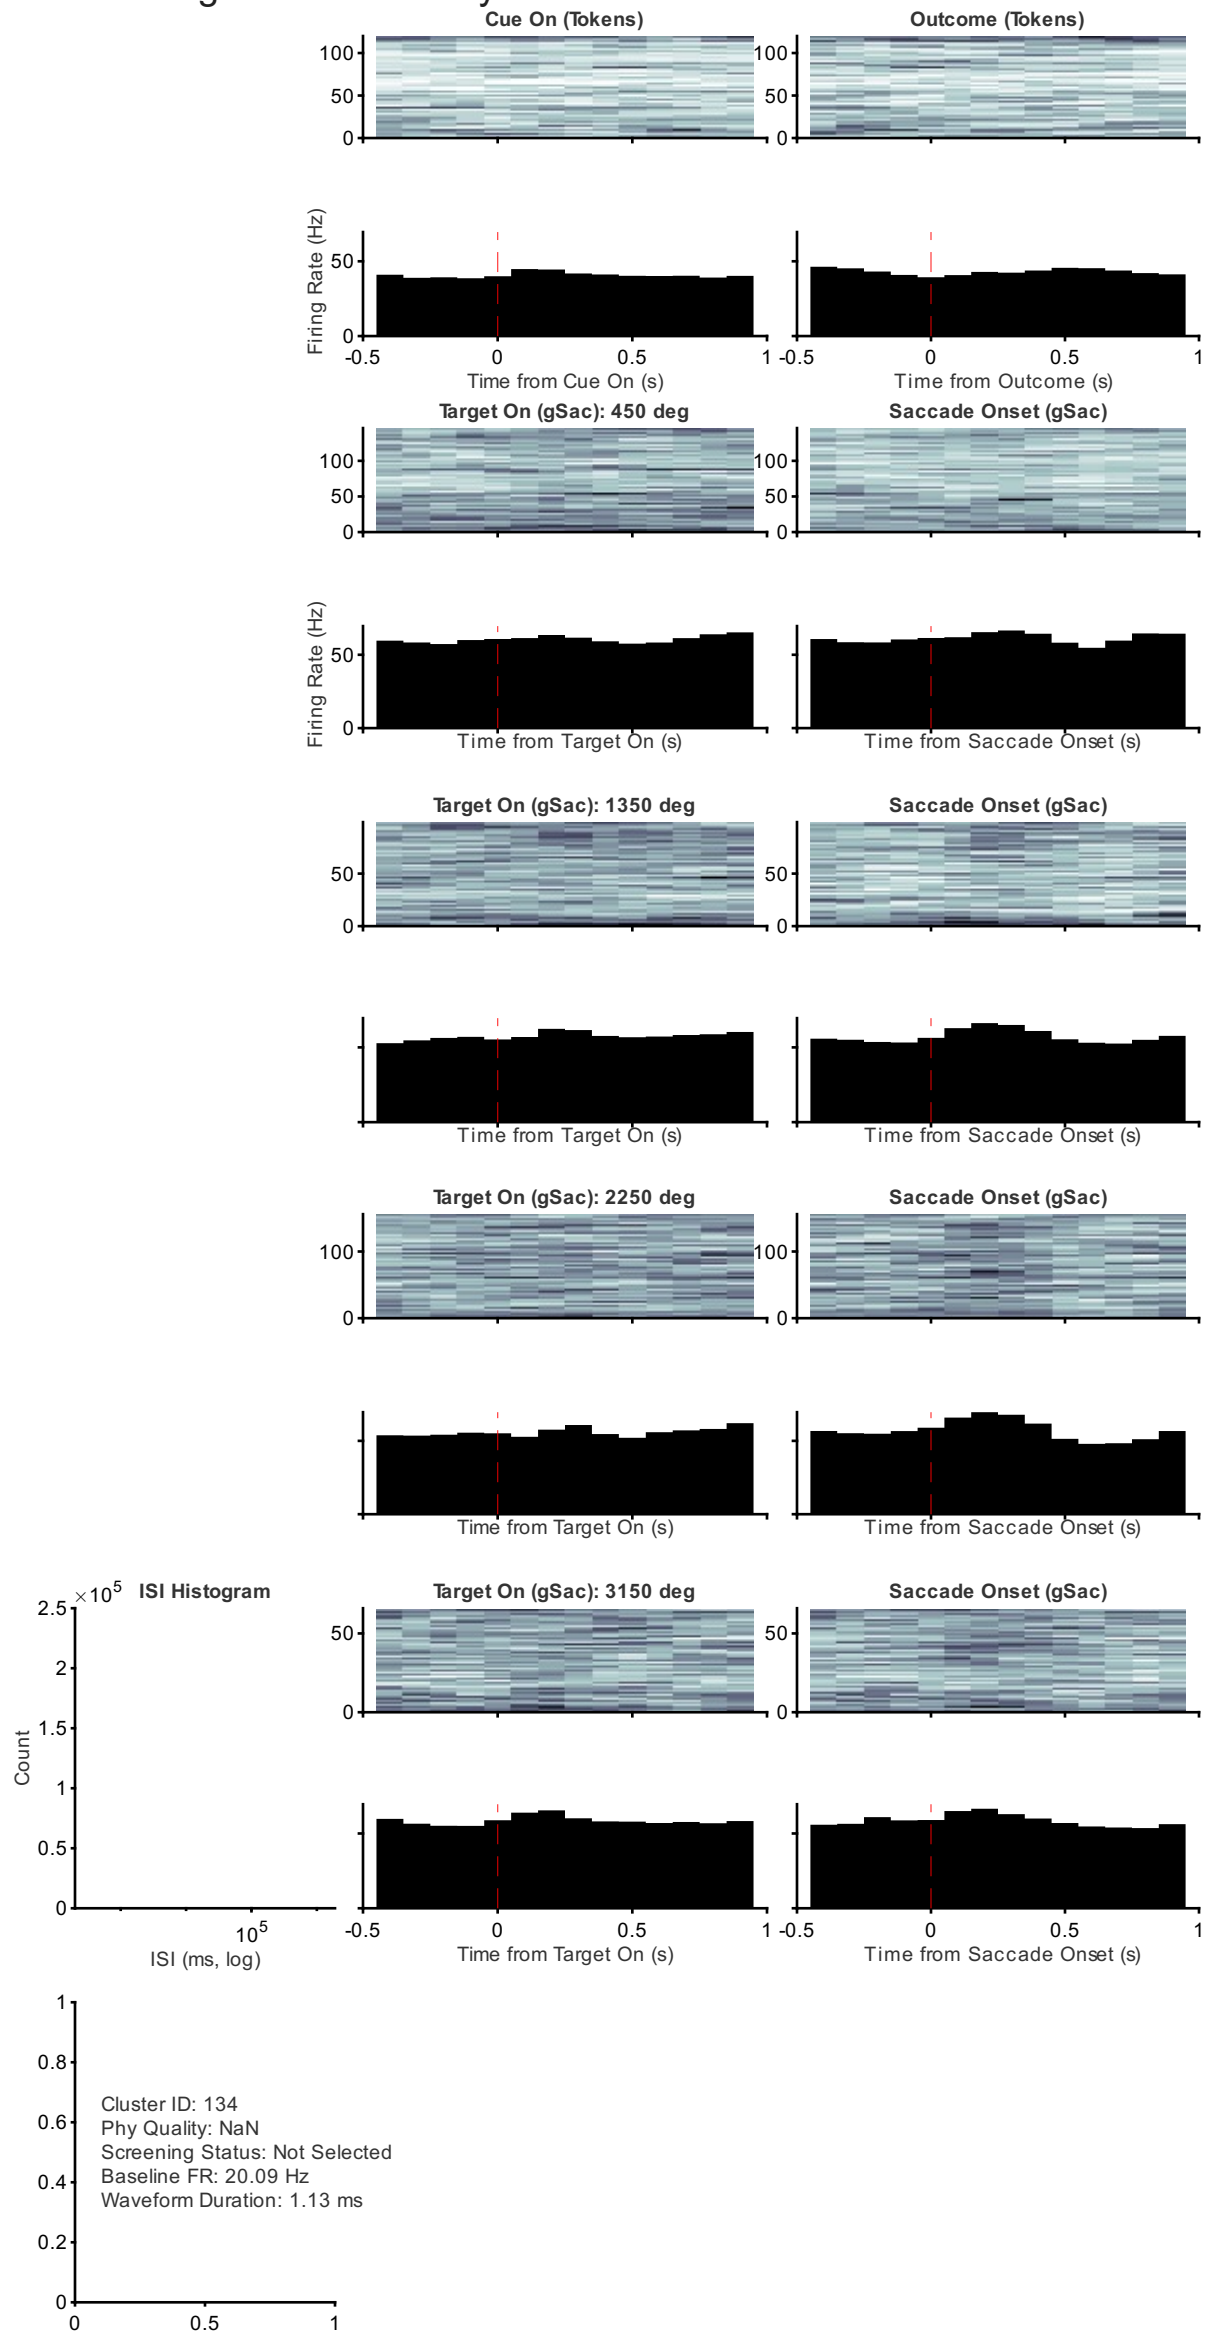 Cue On (Tokens)
Outcome (Tokens)
100
50
0
100
50
0
Firing Rate (Hz)
50
0
-0.5
0
0.5
1
-0.5
0
0.5
1
Time from Cue On (s)
Time from Outcome (s)
Target On (gSac): 450 deg
Saccade Onset (gSac)
100
50
0
100
50
0
Firing Rate (Hz)
50
0
Time from Target On (s)
Time from Saccade Onset (s)
Target On (gSac): 1350 deg
Saccade Onset (gSac)
50
0
50
0
Time from Target On (s)
Time from Saccade Onset (s)
Target On (gSac): 2250 deg
Saccade Onset (gSac)
100
0
100
0
Time from Target On (s)
Time from Saccade Onset (s)
×10^5
ISI Histogram
2.5
2
1.5
1
0.5
0
Count
10^5
ISI (ms, log)
Target On (gSac): 3150 deg
Saccade Onset (gSac)
50
0
50
0
-0.5
0
0.5
1
-0.5
0
0.5
1
Time from Target On (s)
Time from Saccade Onset (s)
1
0.8
0.6
0.4
0.2
0
Cluster ID: 134
Phy Quality: NaN
Screening Status: Not Selected
Baseline FR: 20.09 Hz
Waveform Duration: 1.13 ms
0
0.5
1